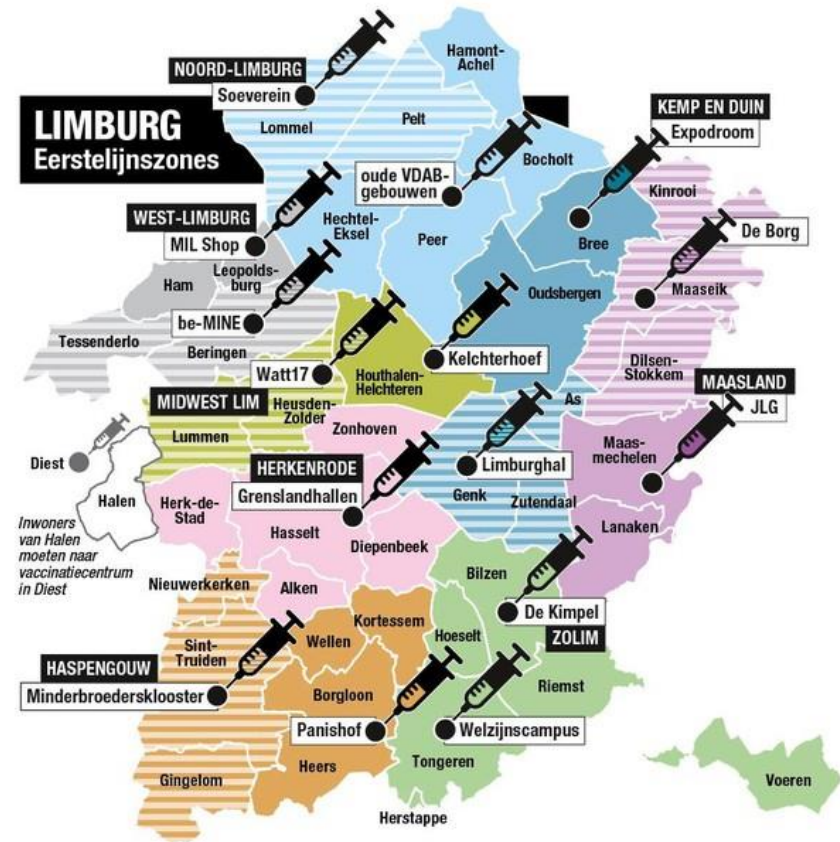 LIMBURG
Eerstelijnszones
NOORD-LIMBURG
Soeverein
Lommel
Pelt
Hamont-
Achel
KEMP EN DUIN
Expodroom
oude VDAB-
gebouwen
Bocholt
Kinrooi
WEST-LIMBURG
MIL Shop
Hechtel-
Eksel
Peer
Bree
De Borg
Leopolds-
burg
Ham
Oudsbergen
Maaseik
be-MINE
Tessenderlo
Beringen
Kelchterhoef
Watt17
Houthalen-
Helchteren
Dilsen-
Stokkem
MIDWEST LIM
Heusden-
Zolder
As
MAASLAND
JLG
Lummen
Zonhoven
Maas-
mechelen
Diest
HERKENRODE
Grenslandhallen
Limburghal
Halen
Herk-de-
Stad
Genk
Zutendaal
Hasselt
Lanaken
Inwoners
van Halen
moeten naar
vaccinatiecentrum
in Diest
Diepenbeek
Bilzen
Nieuwerkerken
Alken
De Kimpel
Kortessem
Wellen
Hoeselt
ZOLIM
Sint-
Truiden
HASPENGOUW
Minderbroedersklooster
Borgloon
Riemst
Panishof
Welzijnscampus
Heers
Tongeren
Gingelom
Voeren
Herstappe